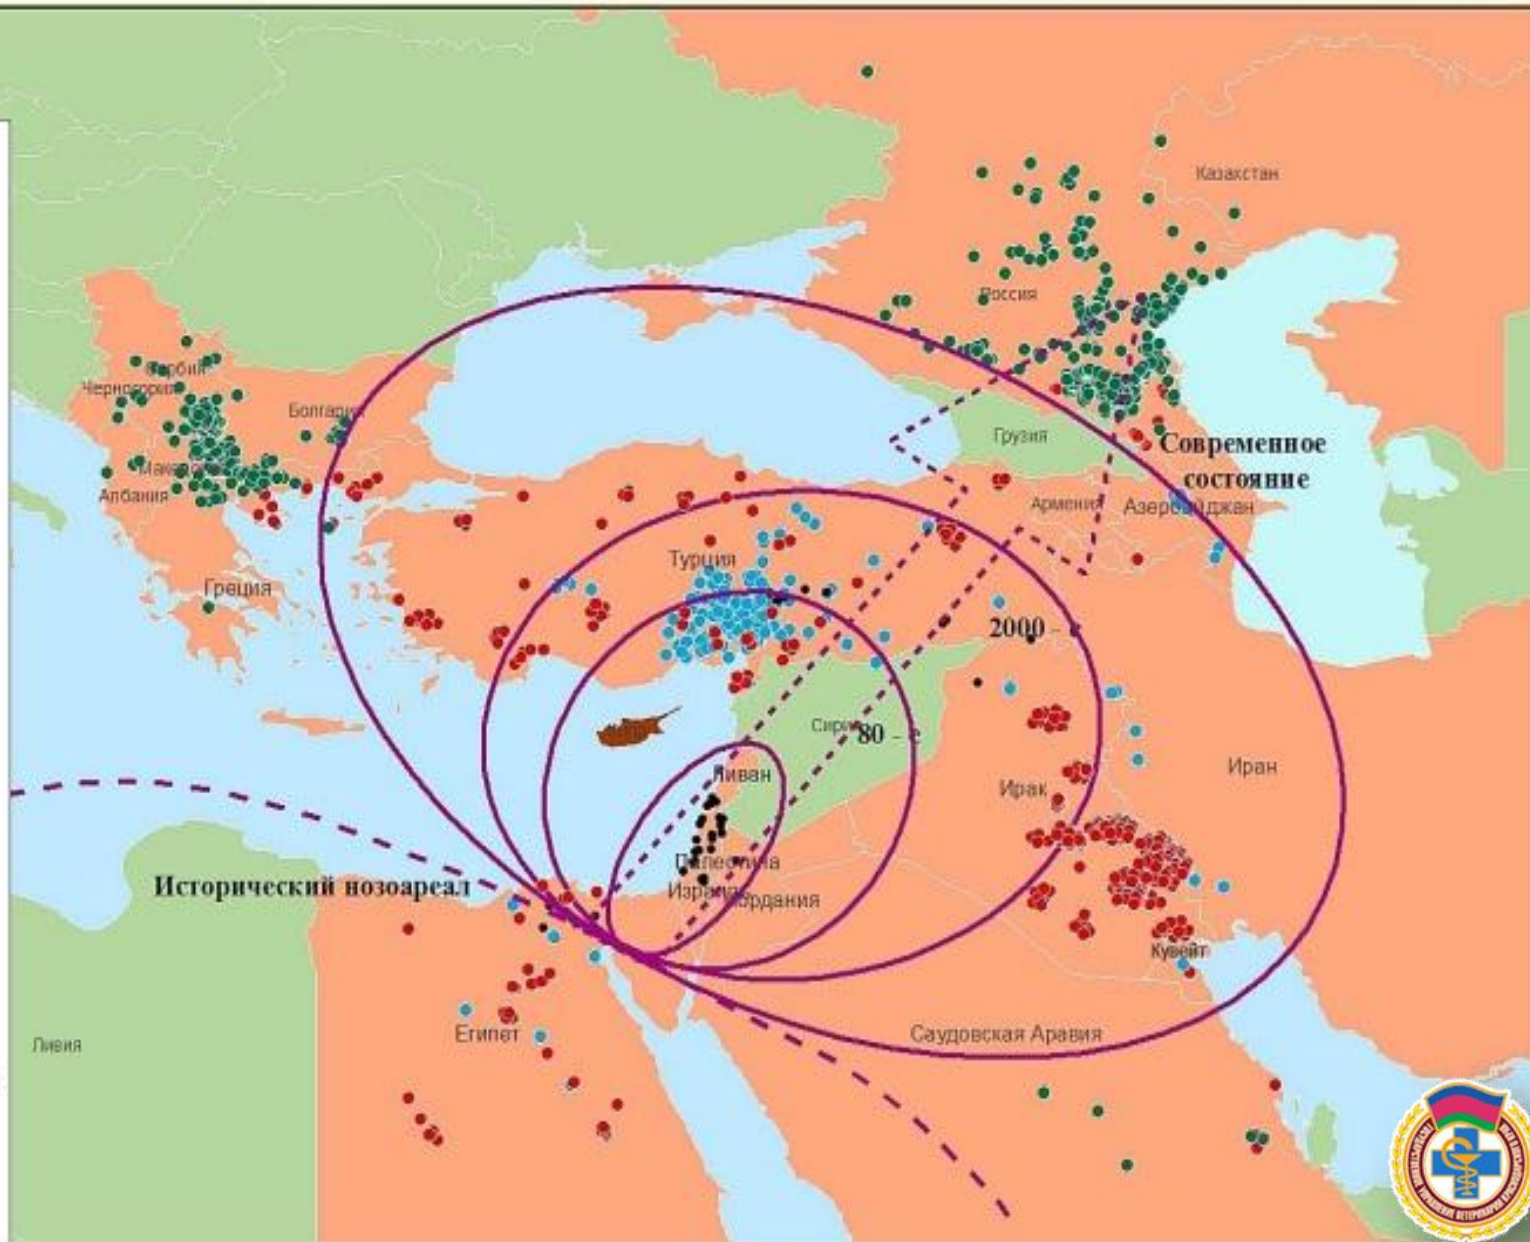 Казахстан
Россия
Сербия
Черногория
Болгария
Македония
Албания
Греция
Грузия
Современное
состояние
Армения
Азербайджан
Турция
2000 - е
Сирия
80 - е
Ливан
Ирак
Иран
Палестина
Израиль
Иордания
Исторический нозоареал
Кувейт
Египет
Саудовская Аравия
Ливия